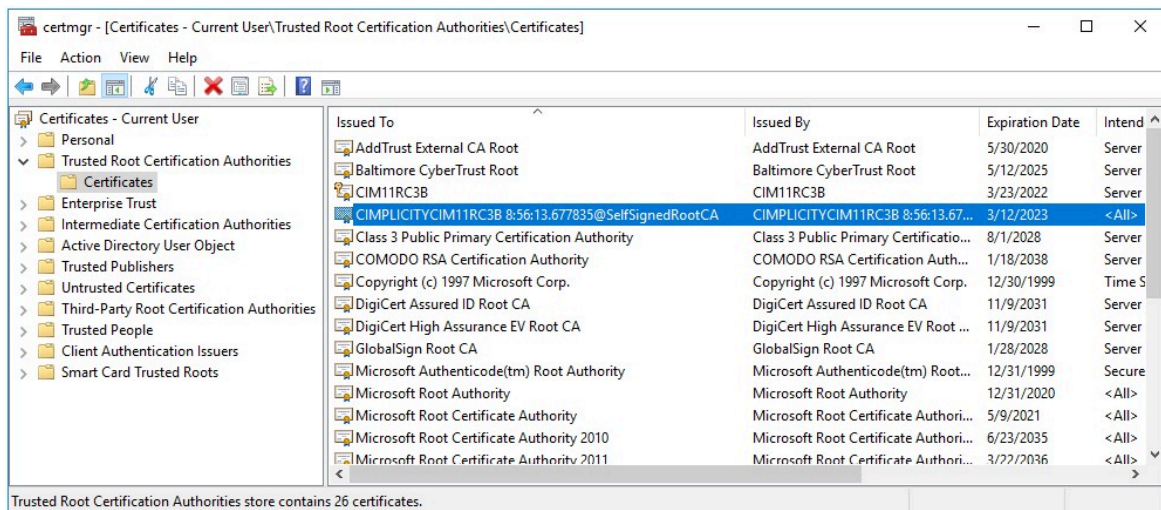 certmgr - [Certificates - Current User\Trusted Root Certification Authorities\Certificates]
File Action View Help
Certificates - Current User
Personal
Trusted Root Certification Authorities
Certificates
Enterprise Trust
Intermediate Certification Authorities
Active Directory User Object
Trusted Publishers
Untrusted Certificates
Third-Party Root Certification Authorities
Trusted People
Client Authentication Issuers
Smart Card Trusted Roots
Issued To Issued By Expiration Date Intend
AddTrust External CA Root AddTrust External CA Root 5/30/2020 Server
Baltimore CyberTrust Root Baltimore CyberTrust Root 5/12/2025 Server
CIM11RC3B CIM11RC3B 3/23/2022 Server
CIMPLICITYCIM11RC3B 8:56:13.677835@SelfSignedRootCA CIMPLICITYCIM11RC3B 8:56:13.67... 3/12/2023 <All>
Class 3 Public Primary Certification Authority Class 3 Public Primary Certificatio... 8/1/2028 Server
COMODO RSA Certification Authority COMODO RSA Certification Auth... 1/18/2038 Server
Copyright (c) 1997 Microsoft Corp. Copyright (c) 1997 Microsoft Corp. 12/30/1999 Time S
DigiCert Assured ID Root CA DigiCert Assured ID Root CA 11/9/2031 Server
DigiCert High Assurance EV Root CA DigiCert High Assurance EV Root ... 11/9/2031 Server
GlobalSign Root CA GlobalSign Root CA 1/28/2028 Server
Microsoft Authenticode(tm) Root Authority Microsoft Authenticode(tm) Root... 12/31/1999 Secure
Microsoft Root Authority Microsoft Root Authority 12/31/2020 <All>
Microsoft Root Certificate Authority Microsoft Root Certificate Authori... 5/9/2021 <All>
Microsoft Root Certificate Authority 2010 Microsoft Root Certificate Authori... 6/23/2035 <All>
Microsoft Root Certificate Authority 2011 Microsoft Root Certificate Authori... 3/22/2036 <All>
Trusted Root Certification Authorities store contains 26 certificates.